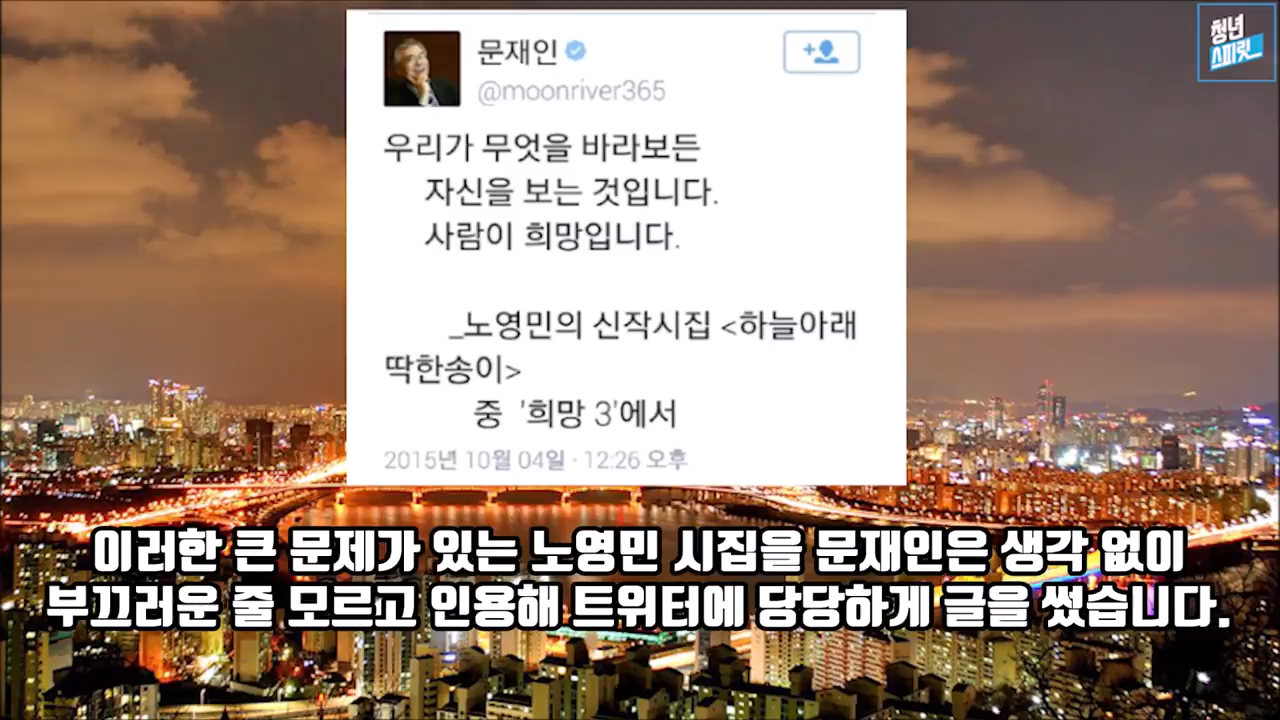 청년
스피릿
문재인
@moonriver365
우리가 무엇을 바라보든
자신을 보는 것입니다.
사람이 희망입니다.
_노영민의 신작시집 <하늘아래
딱한송이>
중 '희망 3'에서
2015년 10월 04일 · 12:26 오후
이러한 큰 문제가 있는 노영민 시집을 문재인은 생각 없이
부끄러운 줄 모르고 인용해 트위터에 당당하게 글을 썼습니다.